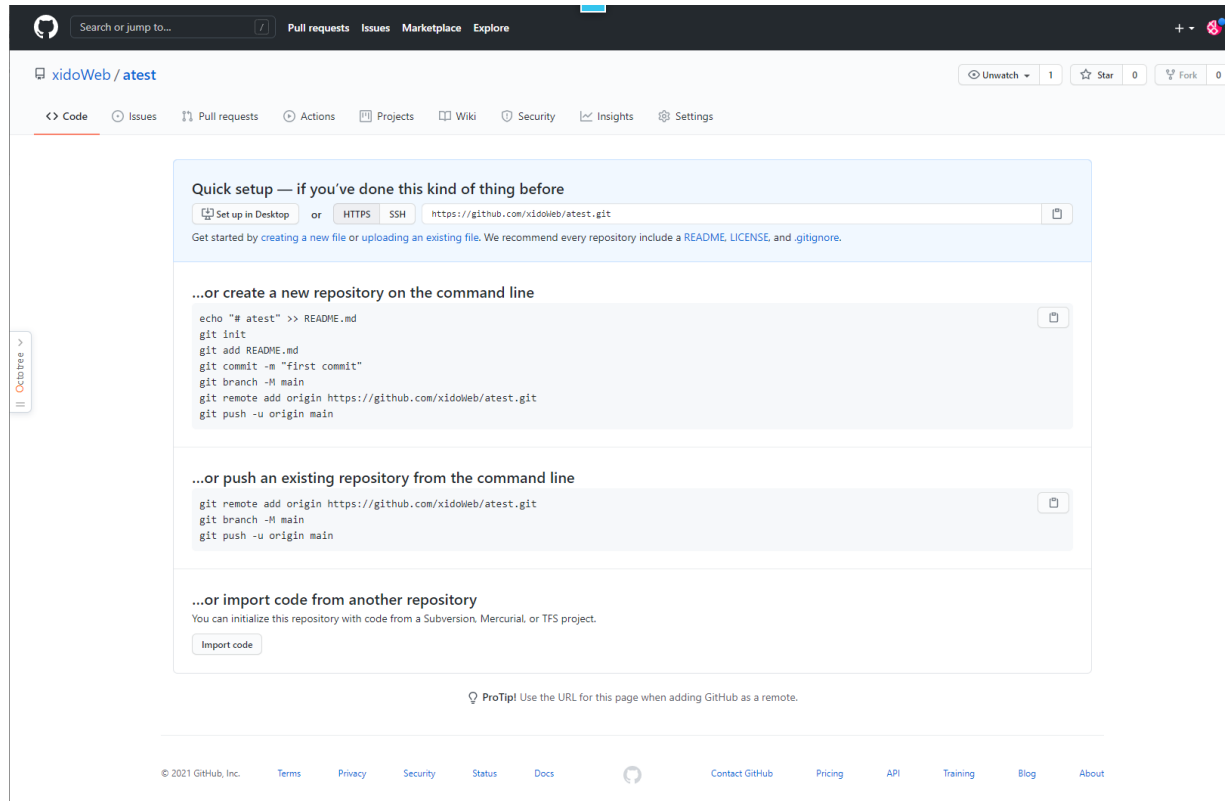 Search or jump to... / Pull requests Issues Marketplace Explore
xidoWeb / atest Unwatch 1 Star 0 Fork 0
Code Issues Pull requests Actions Projects Wiki Security Insights Settings
Octotree
Quick setup — if you've done this kind of thing before
Set up in Desktop or HTTPS SSH https://github.com/xidoWeb/atest.git
Get started by creating a new file or uploading an existing file. We recommend every repository include a README, LICENSE, and .gitignore.
...or create a new repository on the command line
echo "# atest" >> README.md
git init
git add README.md
git commit -m "first commit"
git branch -M main
git remote add origin https://github.com/xidoWeb/atest.git
git push -u origin main
...or push an existing repository from the command line
git remote add origin https://github.com/xidoWeb/atest.git
git branch -M main
git push -u origin main
...or import code from another repository
You can initialize this repository with code from a Subversion, Mercurial, or TFS project.
Import code
ProTip! Use the URL for this page when adding GitHub as a remote.
© 2021 GitHub, Inc. Terms Privacy Security Status Docs Contact GitHub Pricing API Training Blog About